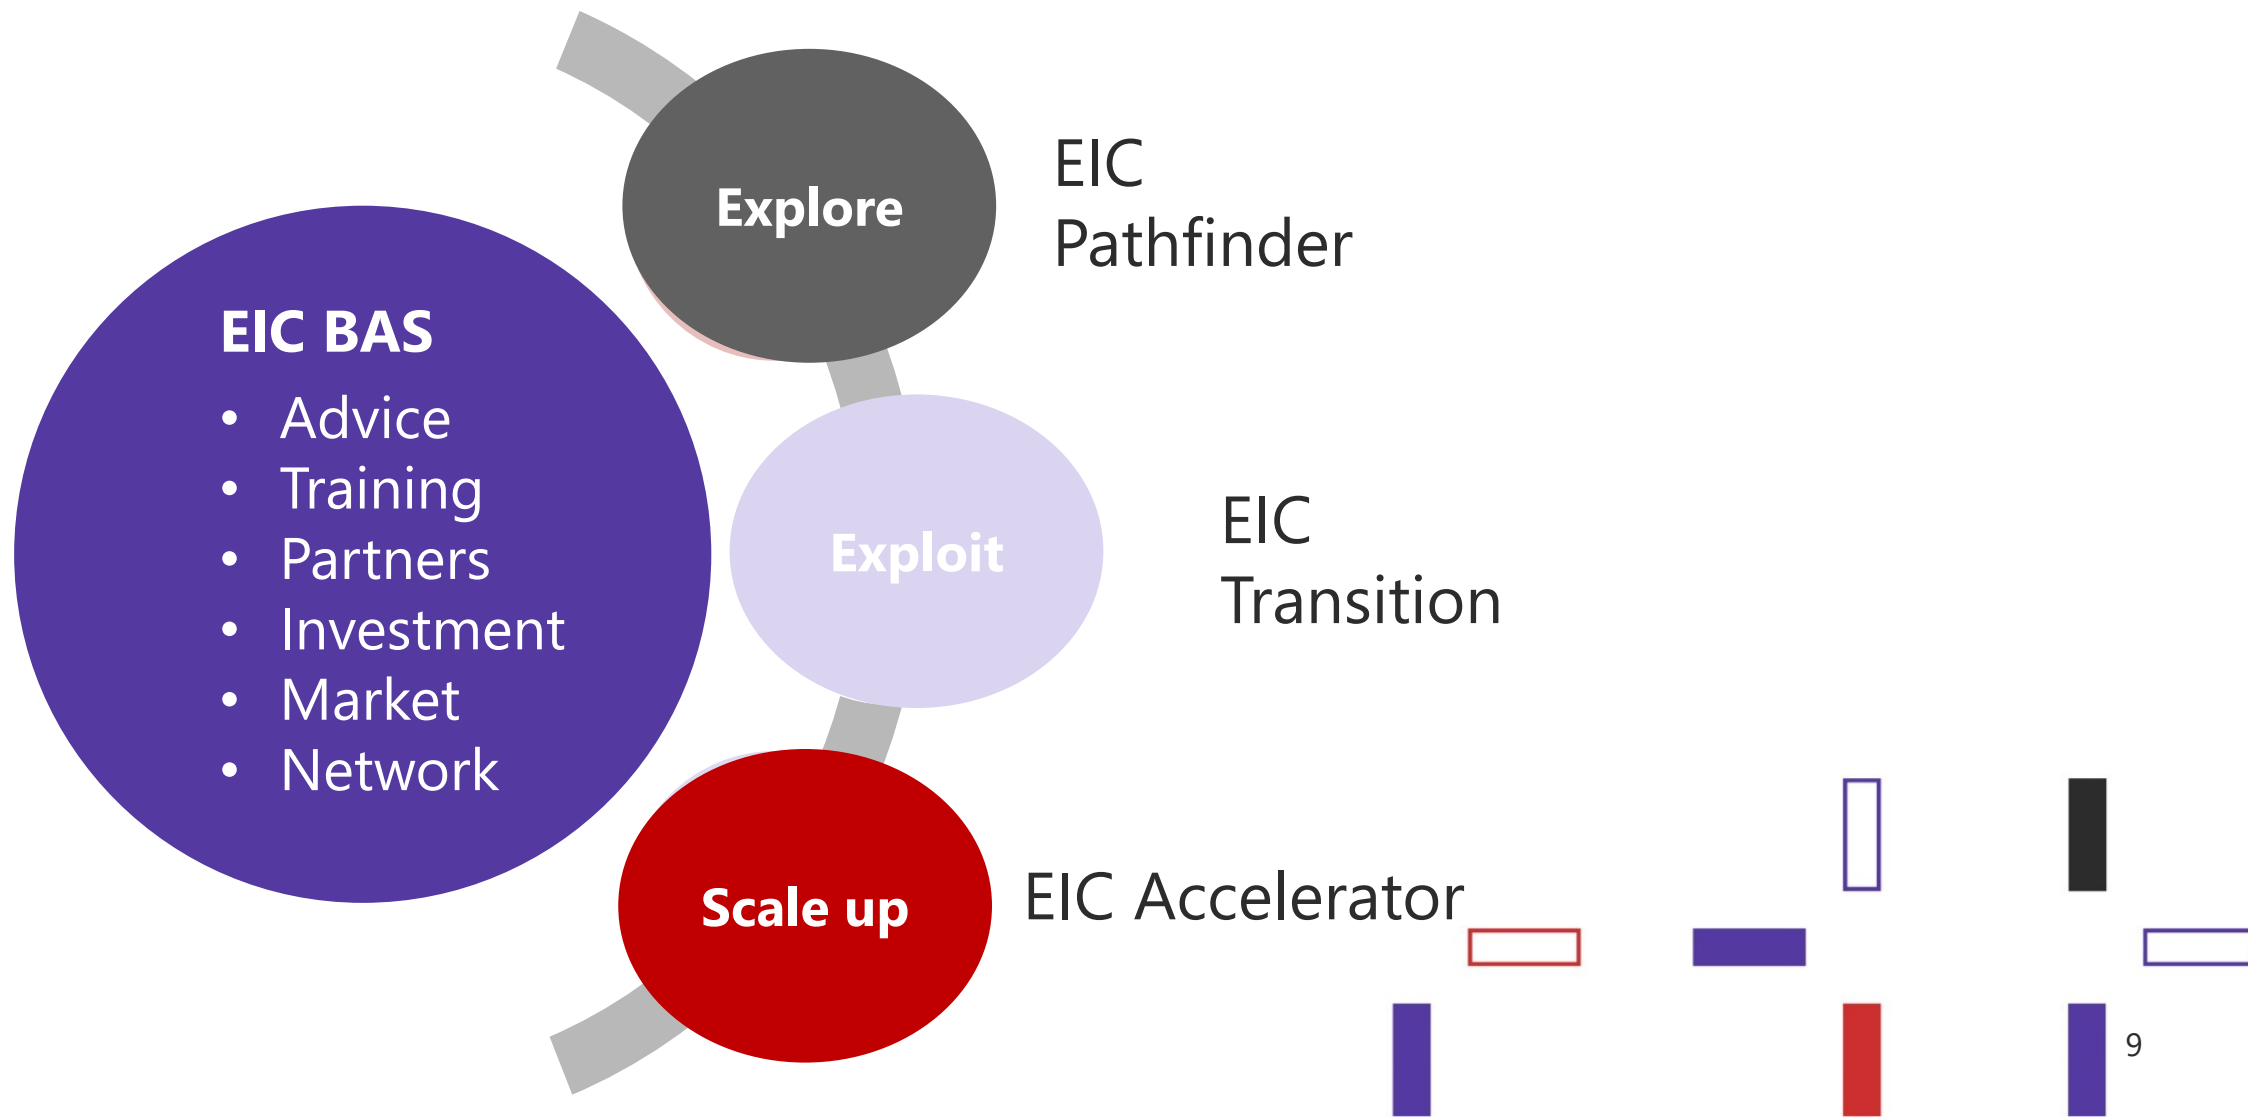 EIC BAS
• Advice
• Training
• Partners
• Investment
• Market
• Network
Explore
EIC
Pathfinder
Exploit
EIC
Transition
Scale up
EIC Accelerator
9